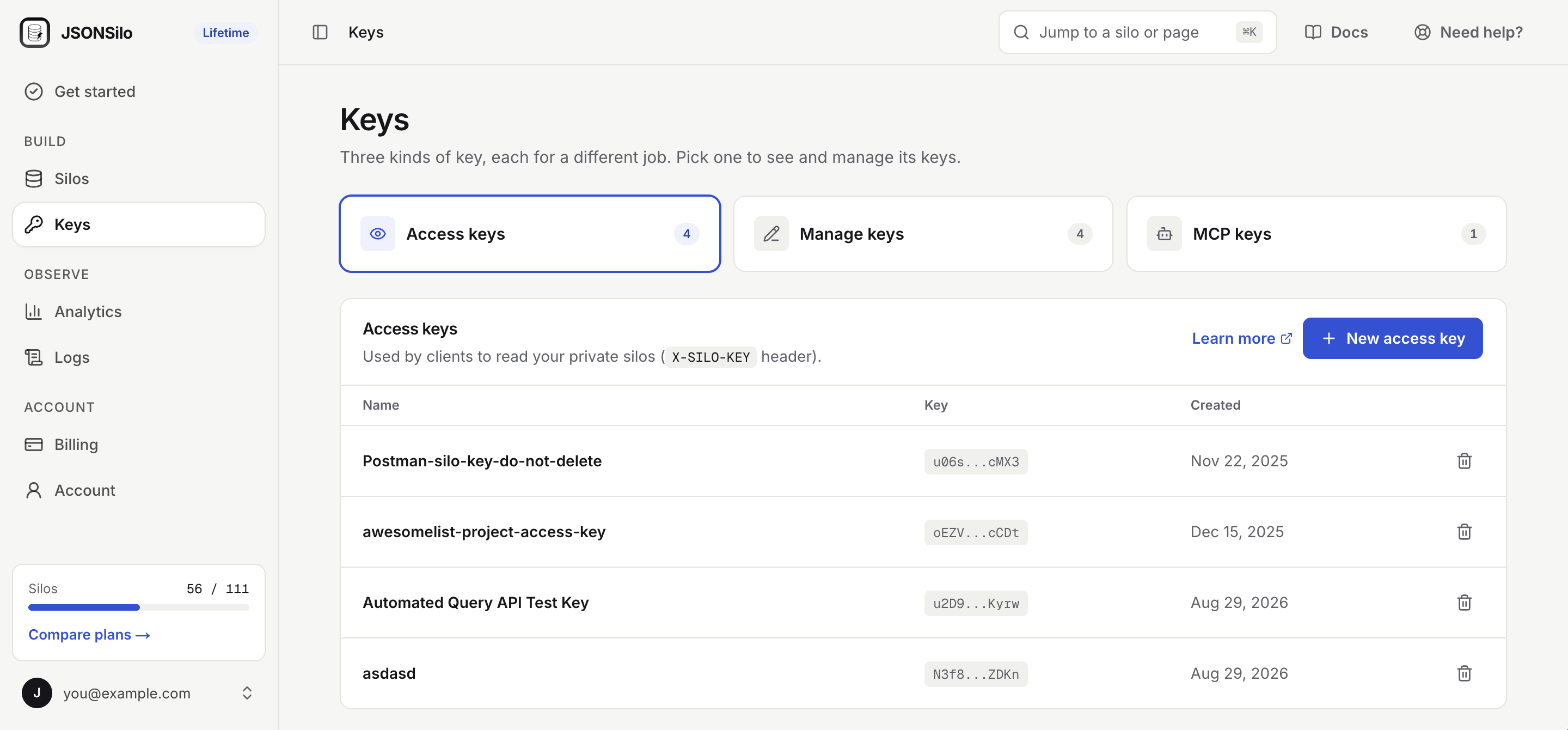 JSONSilo
Lifetime
Get started
BUILD
Silos
Keys
OBSERVE
Analytics
Logs
ACCOUNT
Billing
Account
Silos 56 / 111
Compare plans →
J you@example.com
Keys
Jump to a silo or page ⌘K
Docs
Need help?
Keys
Three kinds of key, each for a different job. Pick one to see and manage its keys.
Access keys 4
Manage keys 4
MCP keys 1
Access keys
Used by clients to read your private silos ( X-SILO-KEY header).
Learn more
+ New access key
Name Key Created
Postman-silo-key-do-not-delete u06s...cMX3 Nov 22, 2025
awesomelist-project-access-key oEZV...cCDt Dec 15, 2025
Automated Query API Test Key u2D9...Kyrw Aug 29, 2026
asdasd N3f8...ZDKn Aug 29, 2026